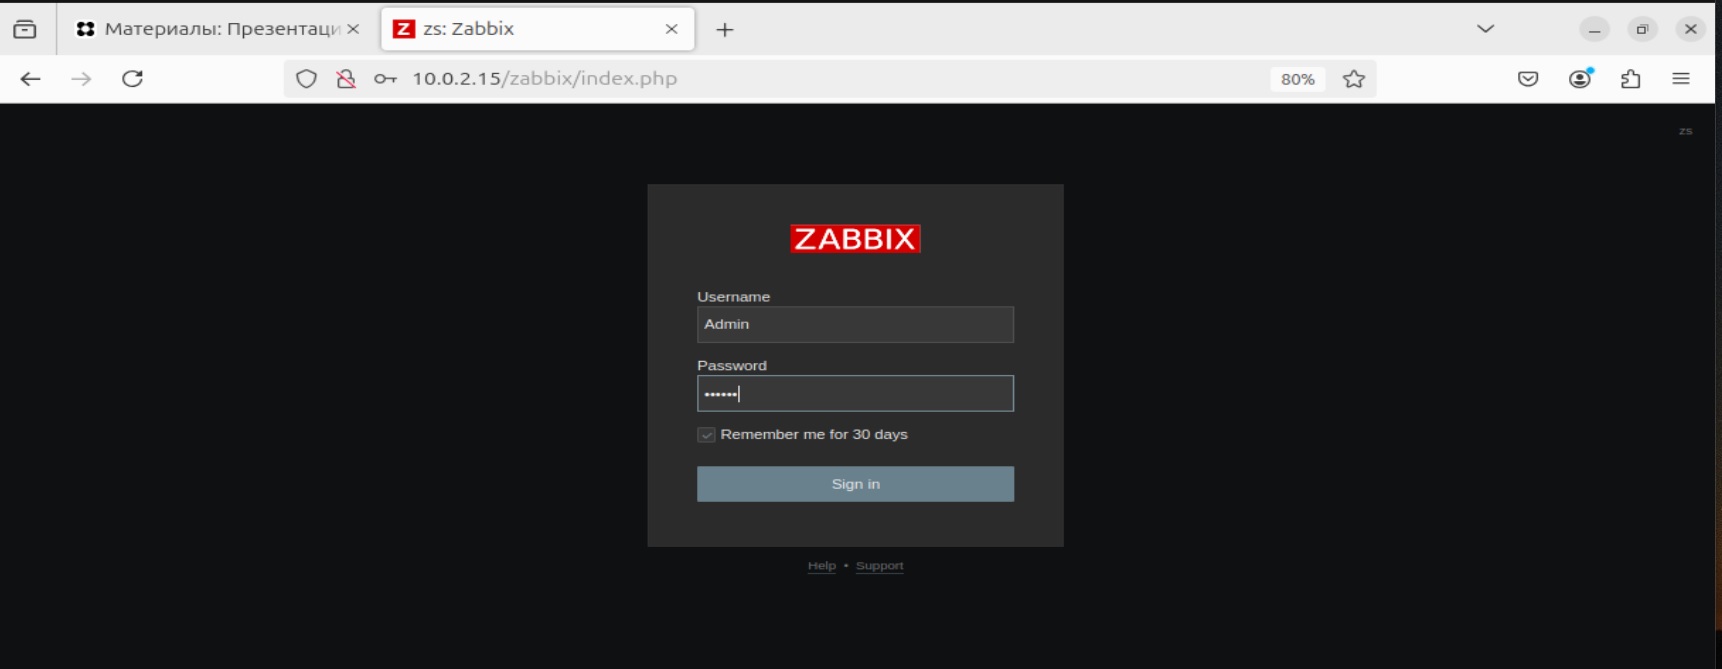 Материалы: Презентаци
zs: Zabbix
10.0.2.15/zabbix/index.php
80%
zs
ZABBIX
Username
Admin
Password
••••••
Remember me for 30 days
Sign in
Help • Support